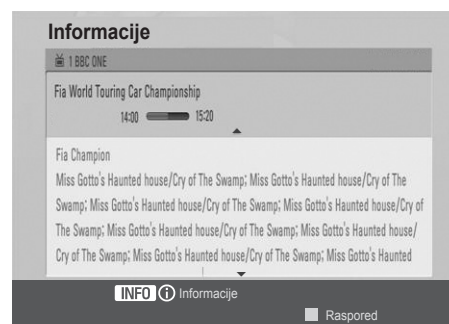 Informacije
1 BBC ONE
Fia World Touring Car Championship
14:00 15:20
Fia Champion
Miss Gotto's Haunted house/Cry of The Swamp; Miss Gotto's Haunted house/Cry of The
Swamp; Miss Gotto's Haunted house/Cry of The Swamp; Miss Gotto's Haunted house/Cry of
The Swamp; Miss Gotto's Haunted house/Cry of The Swamp; Miss Gotto's Haunted house/
Cry of The Swamp; Miss Gotto's Haunted house/Cry of The Swamp; Miss Gotto's Haunted
INFO i Informacije
Raspored